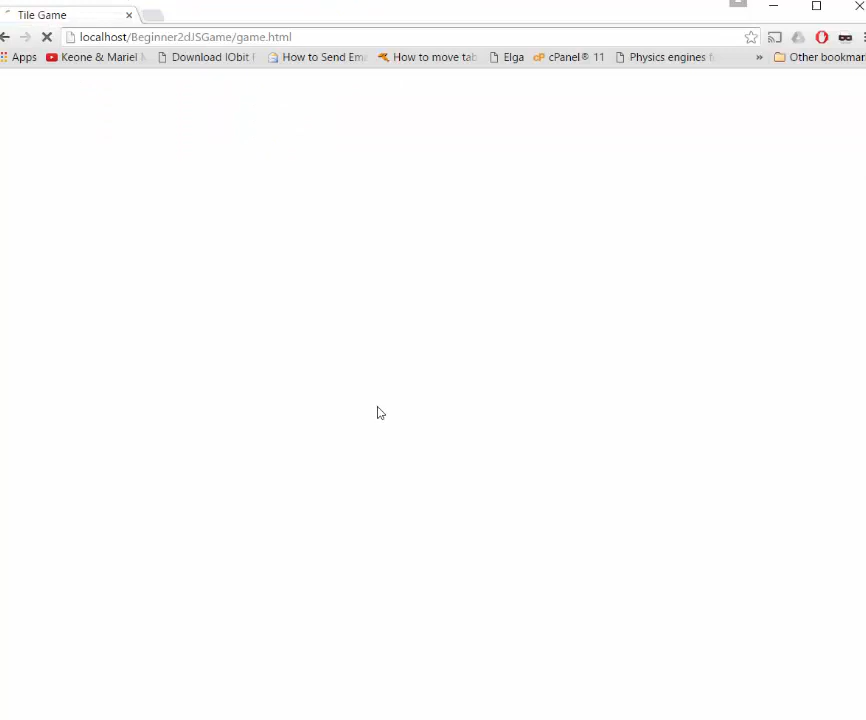 Tile Game
localhost/Beginner2dJSGame/game.html
Apps Keone & Mariel Download IObit How to Send Ema How to move tab Elga cPanel® 11 Physics engines f » Other bookmar